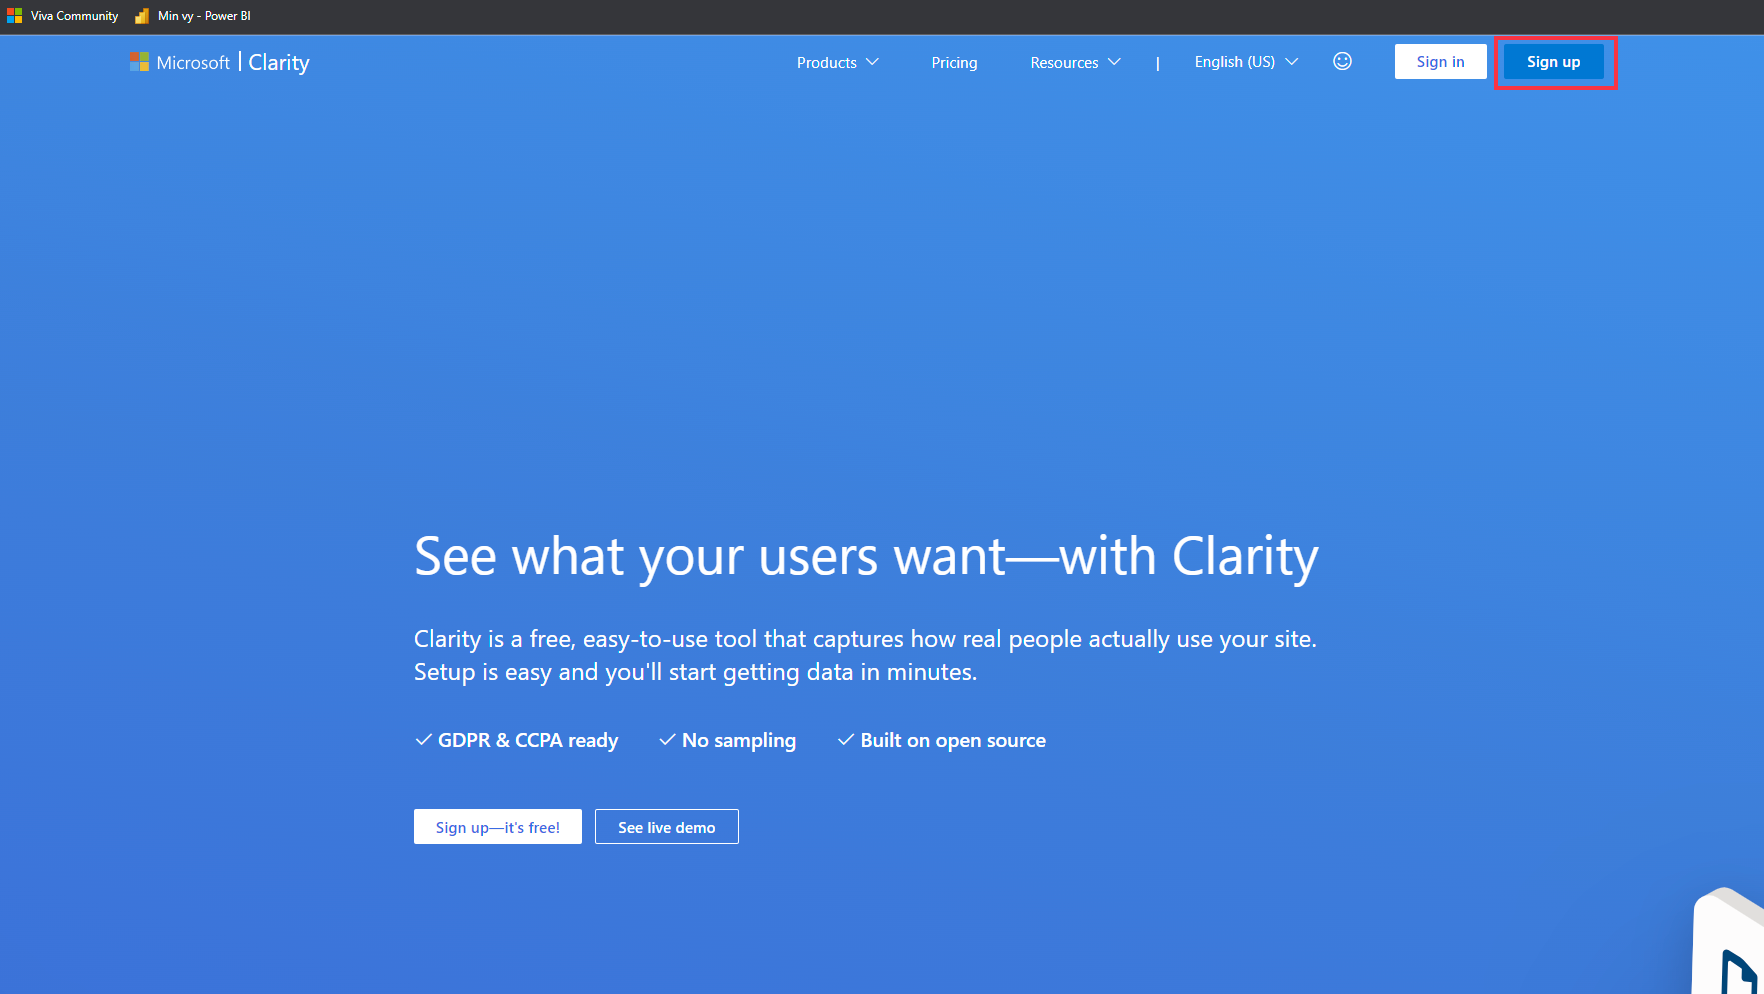 Viva Community Min vy - Power BI
Microsoft | Clarity Products Pricing Resources | English (US) Sign in Sign up
See what your users want—with Clarity
Clarity is a free, easy-to-use tool that captures how real people actually use your site.
Setup is easy and you'll start getting data in minutes.
GDPR & CCPA ready No sampling Built on open source
Sign up—it's free! See live demo